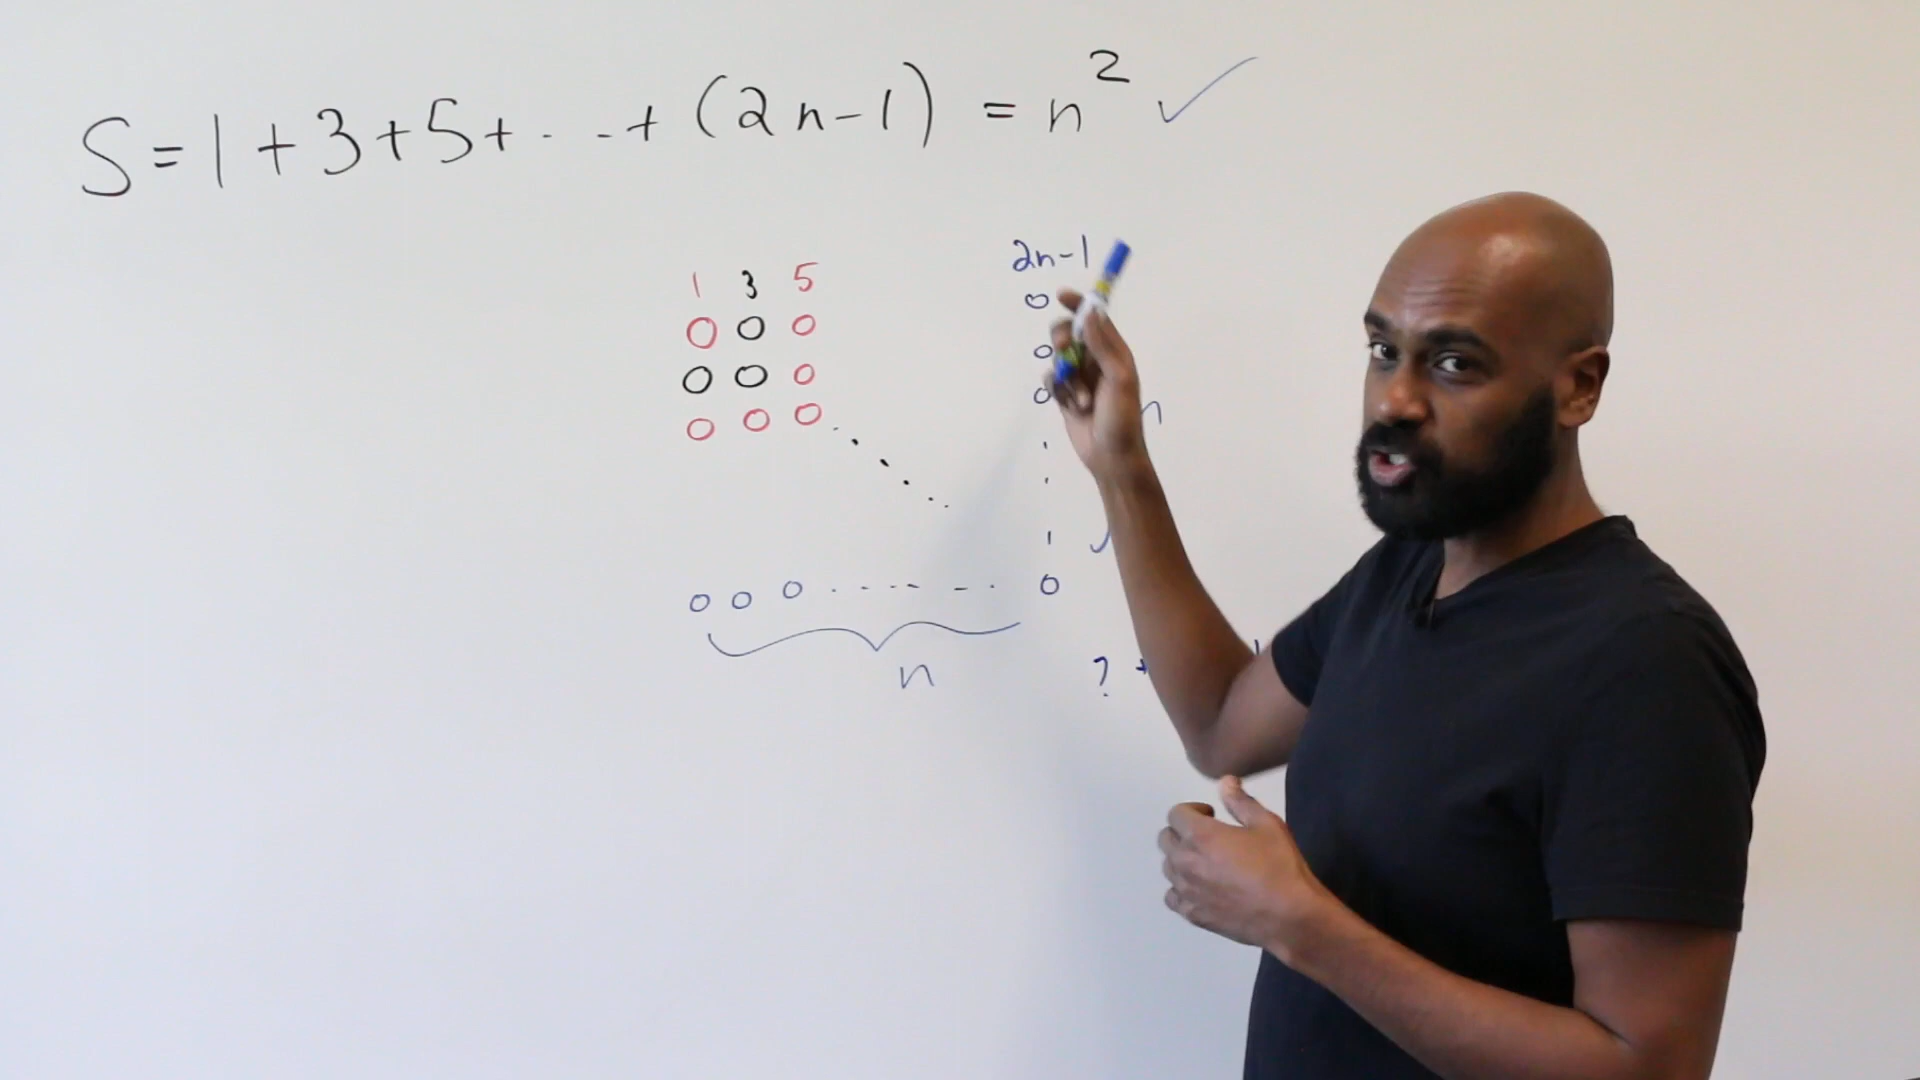 S=1+3+5+...+(2n-1) = n² ✓
2n-1
1 3 5
n
n
?